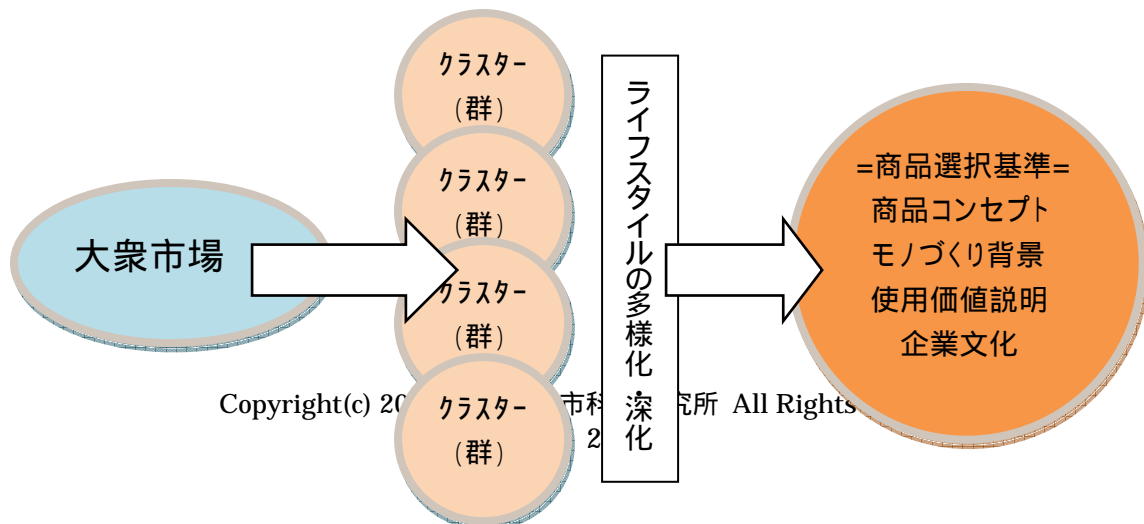 大衆市場
ｸﾗｽﾀｰ
(群)
ｸﾗｽﾀｰ
(群)
ｸﾗｽﾀｰ
(群)
ｸﾗｽﾀｰ
(群)
ライフスタイルの多様化・深化
=商品選択基準=
商品コンセプト
モノづくり背景
使用価値説明
企業文化
Copyright(c) 20 市科 究所 All Rights
2